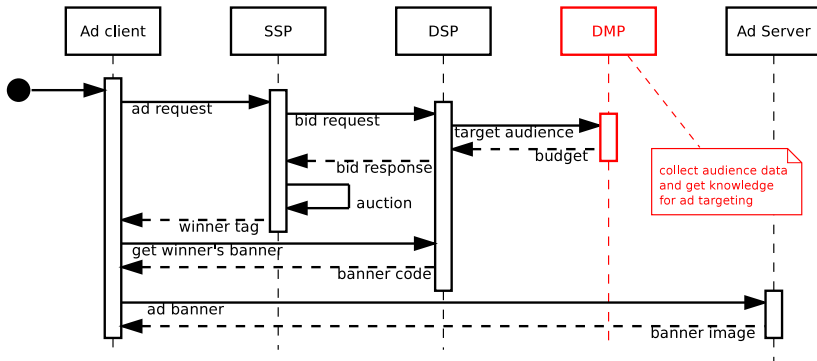 Ad client
SSP
DSP
DMP
Ad Server
ad request
bid request
target audience
budget
bid response
collect audience data
and get knowledge
for ad targeting
auction
winner tag
get winner's banner
banner code
ad banner
banner image